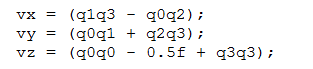 vx = (q1q3 - q0q2);
vy = (q0q1 + q2q3);
vz = (q0q0 - 0.5f + q3q3);